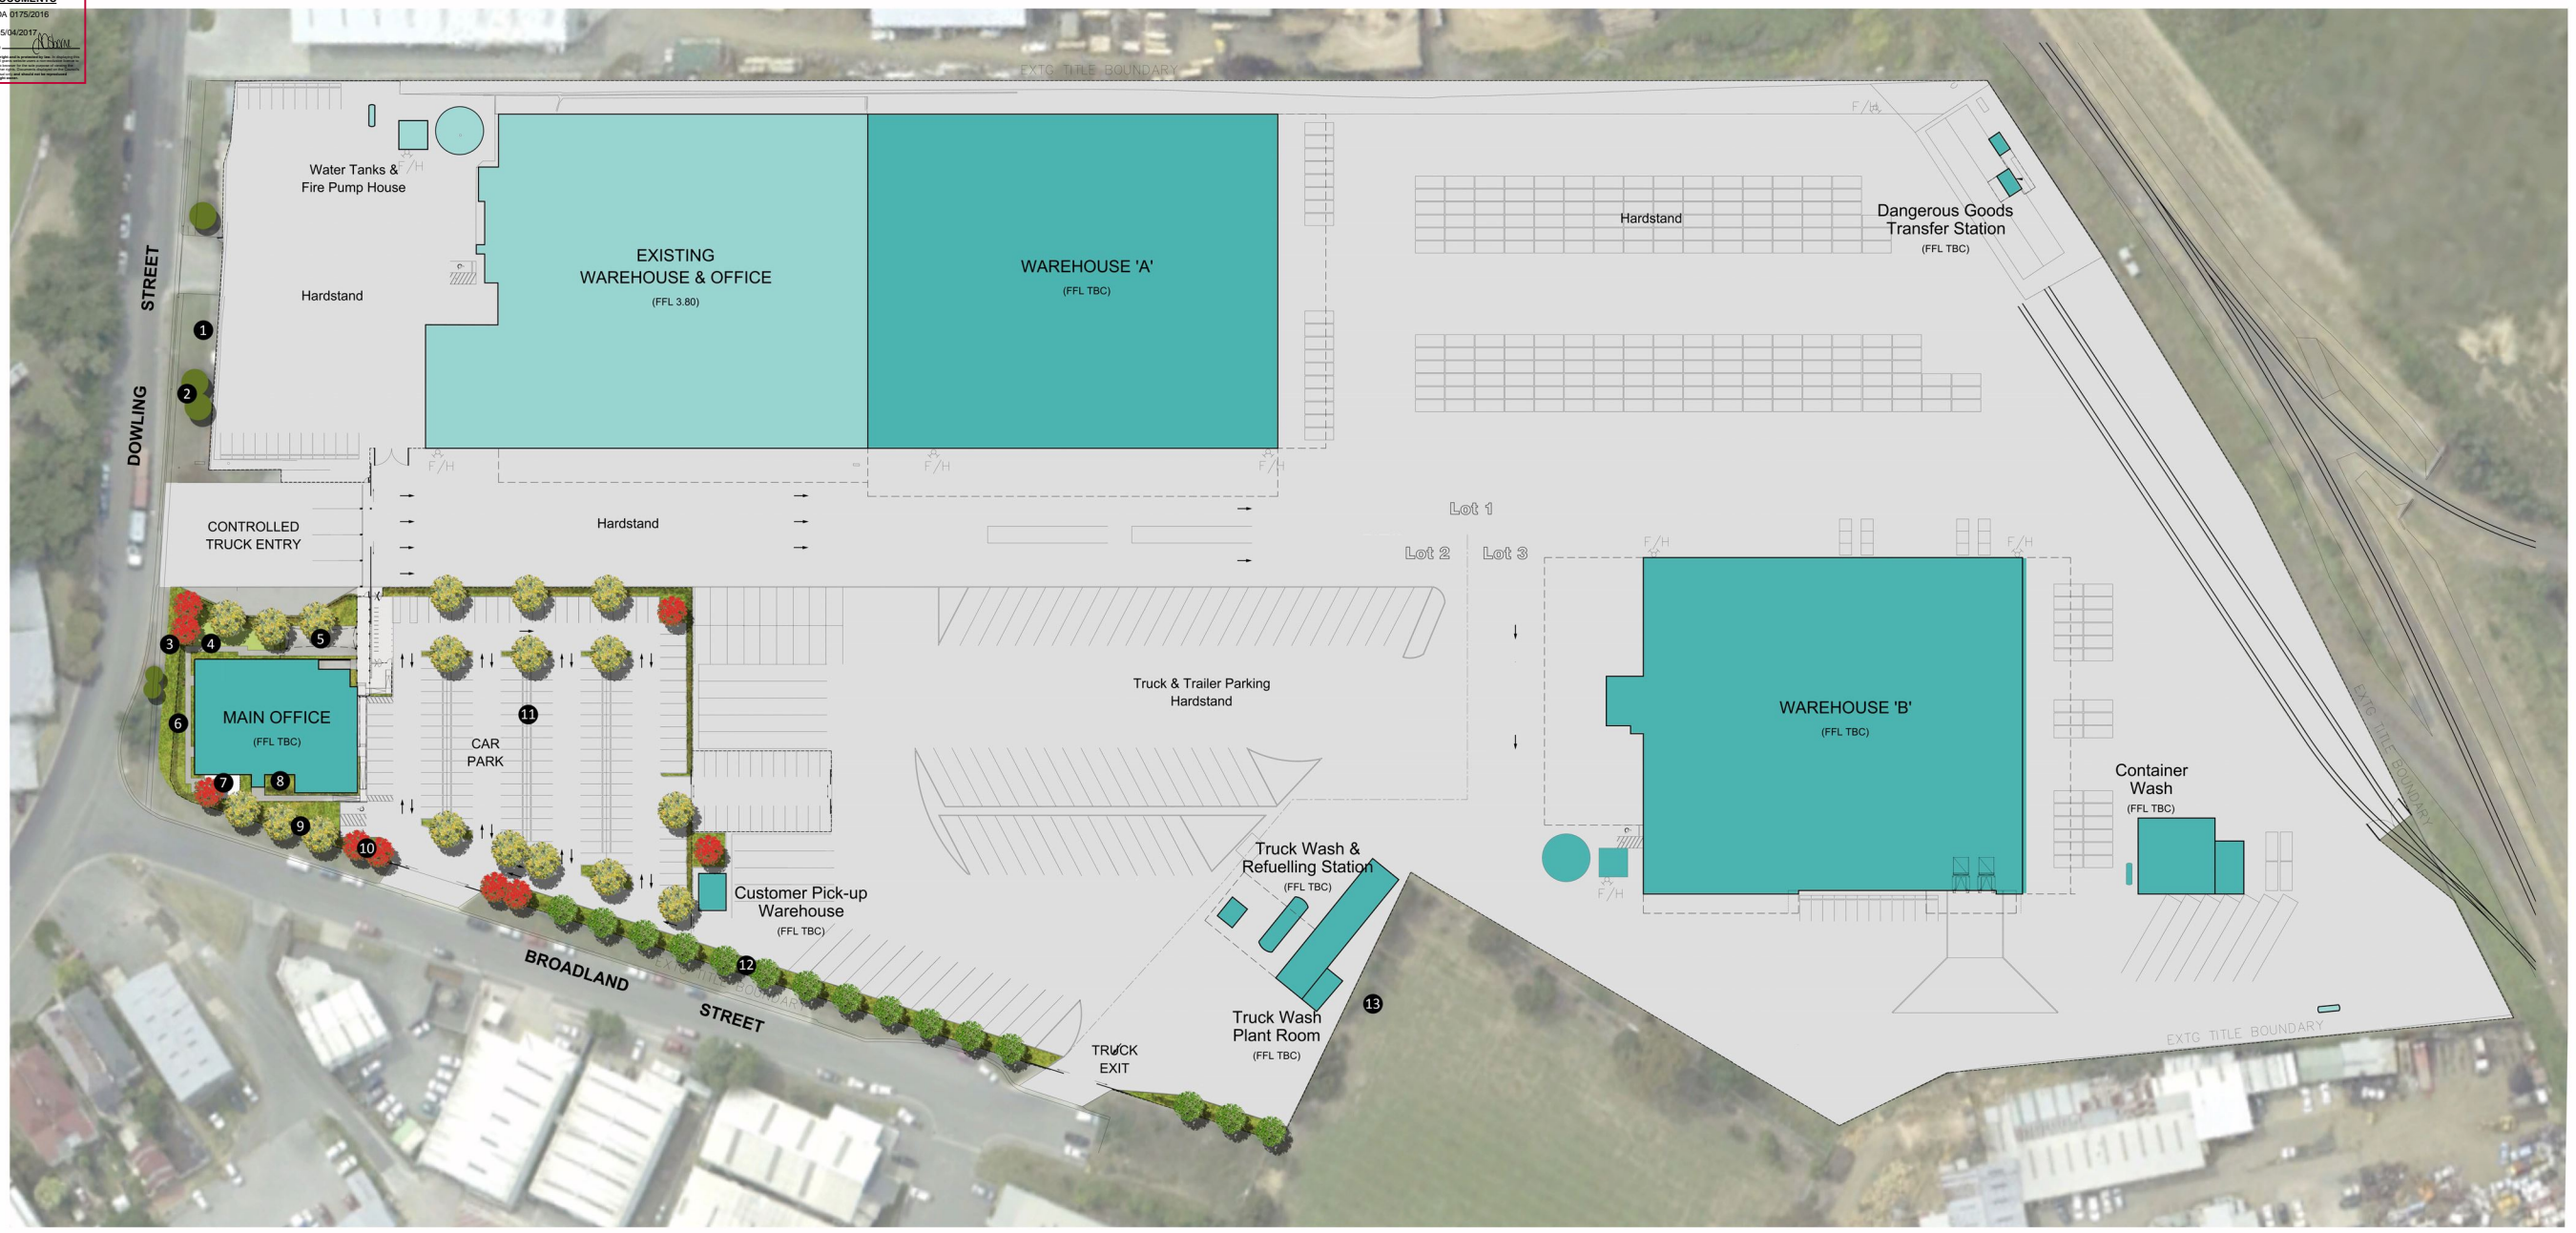 DOCUMENTS
DA 0175/2016
5/04/2017
EXTG TITLE BOUNDARY
F/H
Water Tanks &
Fire Pump House
F/H
Hardstand
DOWLING STREET
EXISTING
WAREHOUSE & OFFICE
(FFL 3.80)
WAREHOUSE 'A'
(FFL TBC)
Hardstand
Dangerous Goods
Transfer Station
(FFL TBC)
1
2
F/H
F/H
F/H
CONTROLLED
TRUCK ENTRY
Hardstand
Lot 1
Lot 2
Lot 3
F/H
F/H
3
4
5
6
MAIN OFFICE
(FFL TBC)
7
8
9
10
11
CAR
PARK
Truck & Trailer Parking
Hardstand
WAREHOUSE 'B'
(FFL TBC)
EXTG TITLE BOUNDARY
Container
Wash
(FFL TBC)
F/H
Truck Wash &
Refuelling Station
(FFL TBC)
Customer Pick-up
Warehouse
(FFL TBC)
12
EXTG TITLE BOUNDARY
BROADLAND STREET
13
Truck Wash
Plant Room
(FFL TBC)
TRUCK
EXIT
EXTG TITLE BOUNDARY